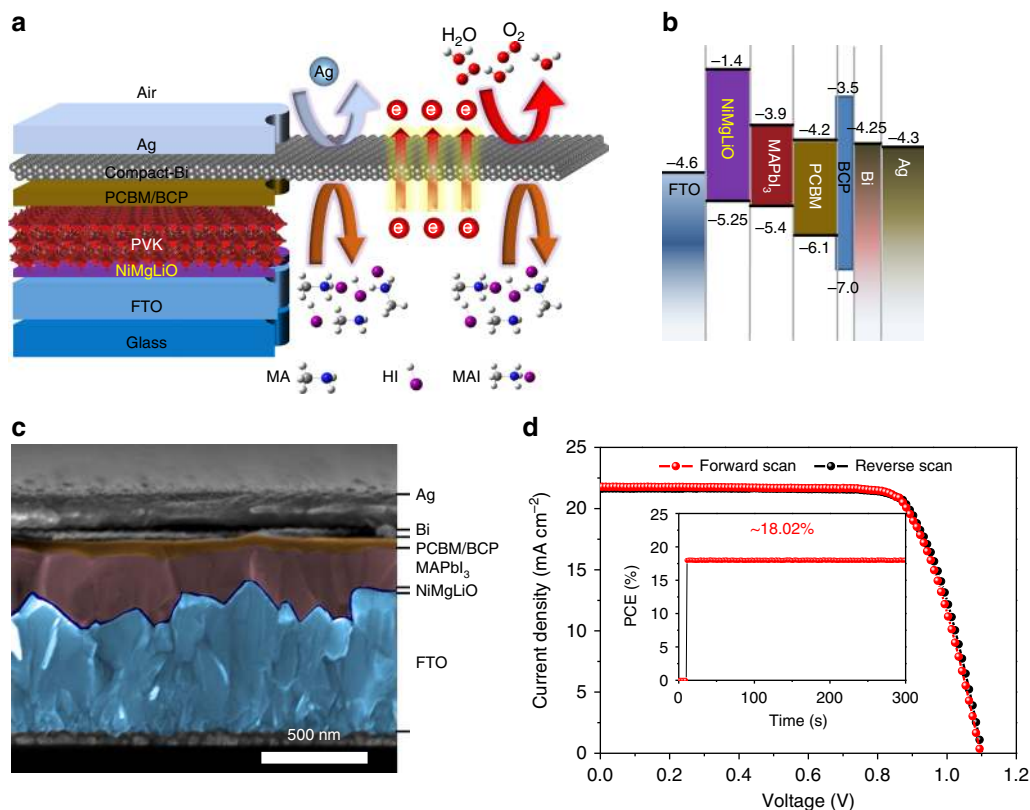 a
H2O
O2
Ag
Air
e e e
Ag
Compact-Bi
PCBM/BCP
e e e
PVK
NiMgLiO
FTO
Glass
MA
HI
MAI
b
−1.4
−3.5
−3.9
−4.2
−4.25
−4.3
−4.6
FTO
NiMgLiO
MAPbI3
PCBM
BCP
Bi
Ag
−5.25
−5.4
−6.1
−7.0
c
Ag
Bi
PCBM/BCP
MAPbI3
NiMgLiO
FTO
500 nm
d
Forward scan
Reverse scan
Current density (mA cm−2)
25
20
15
10
5
0
0.0 0.2 0.4 0.6 0.8 1.0 1.2
Voltage (V)
~18.02%
PCE (%)
25
20
15
10
5
0
0 100 200 300
Time (s)